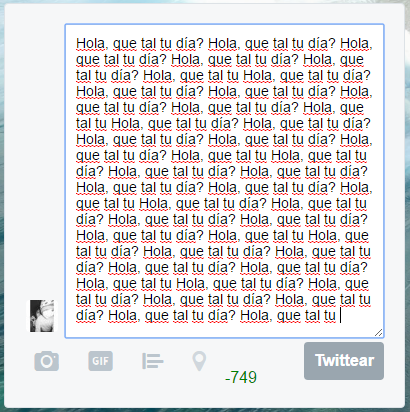 Hola, que tal tu día? Hola, que tal tu día? Hola,
que tal tu día? Hola, que tal tu día? Hola, que
tal tu día? Hola, que tal tu Hola, que tal tu día?
Hola, que tal tu día? Hola, que tal tu día?
Hola, que tal tu día? Hola, que tal tu día? Hola, que
tal tu Hola, que tal tu día? Hola, que tal tu día?
Hola, que tal tu día? Hola, que tal tu día? Hola,
que tal tu día? Hola, que tal tu Hola, que tal tu
día? Hola, que tal tu día? Hola, que tal tu día?
Hola, que tal tu día? Hola, que tal tu día? Hola,
que tal tu Hola, que tal tu día? Hola, que tal tu
día? Hola, que tal tu día? Hola, que tal tu día?
Hola, que tal tu día? Hola, que tal tu Hola, que
tal tu día? Hola, que tal tu día? Hola, que tal tu
día? Hola, que tal tu día? Hola, que tal tu día?
Hola, que tal tu Hola, que tal tu día? Hola, que
tal tu día? Hola, que tal tu día? Hola, que tal tu
día? Hola, que tal tu día? Hola, que tal tu
GIF
-749
Twittear